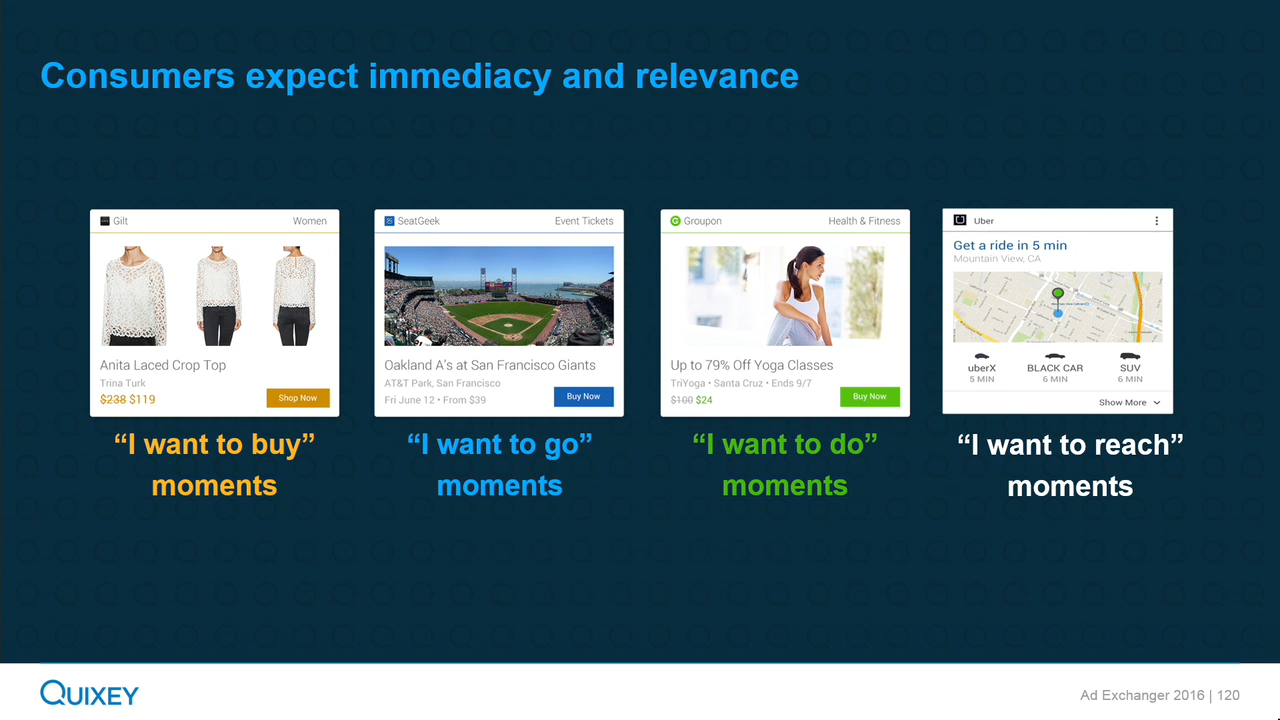 Consumers expect immediacy and relevance
Gilt
Women
Anita Laced Crop Top
Trina Turk
$238 $119
Shop Now
"I want to buy"
moments
SeatGeek
Event Tickets
Oakland A's at San Francisco Giants
AT&T Park, San Francisco
Fri June 12 • From $39
Buy Now
"I want to go"
moments
Groupon
Health & Fitness
Up to 79% Off Yoga Classes
TriYoga • Santa Cruz • Ends 9/7
$100 $24
Buy Now
"I want to do"
moments
Uber
Get a ride in 5 min
Mountain View, CA
uberX
5 MIN
BLACK CAR
6 MIN
SUV
6 MIN
Show More
"I want to reach"
moments
QUIXEY
Ad Exchanger 2016 | 120